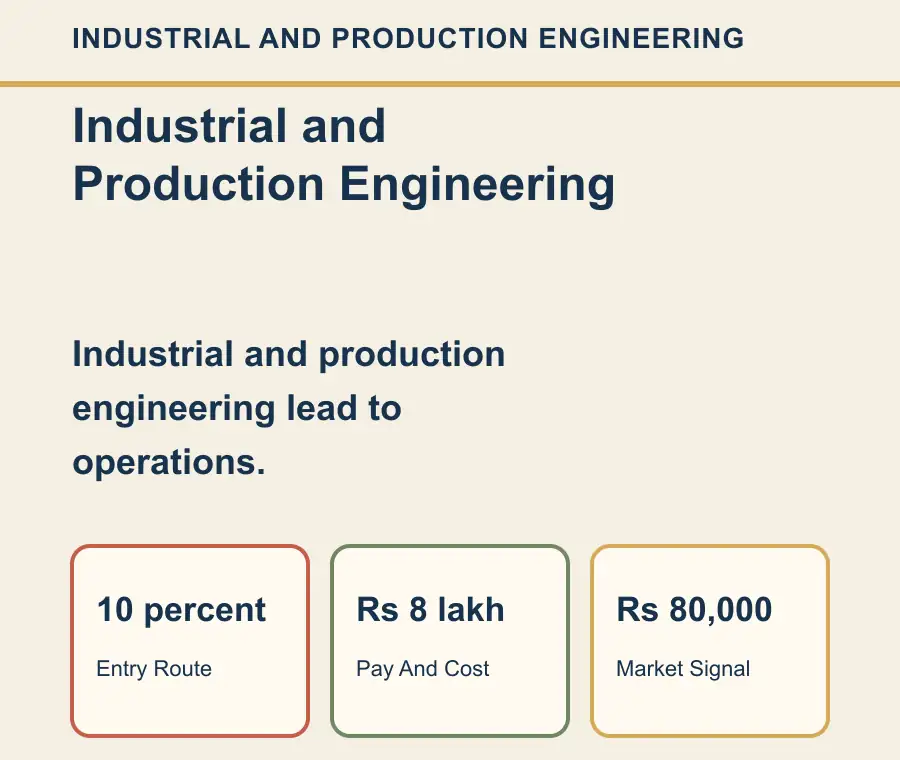 INDUSTRIAL AND PRODUCTION ENGINEERING
Industrial and
Production Engineering
Industrial and production
engineering lead to
operations.
10 percent
Entry Route
Rs 8 lakh
Pay And Cost
Rs 80,000
Market Signal